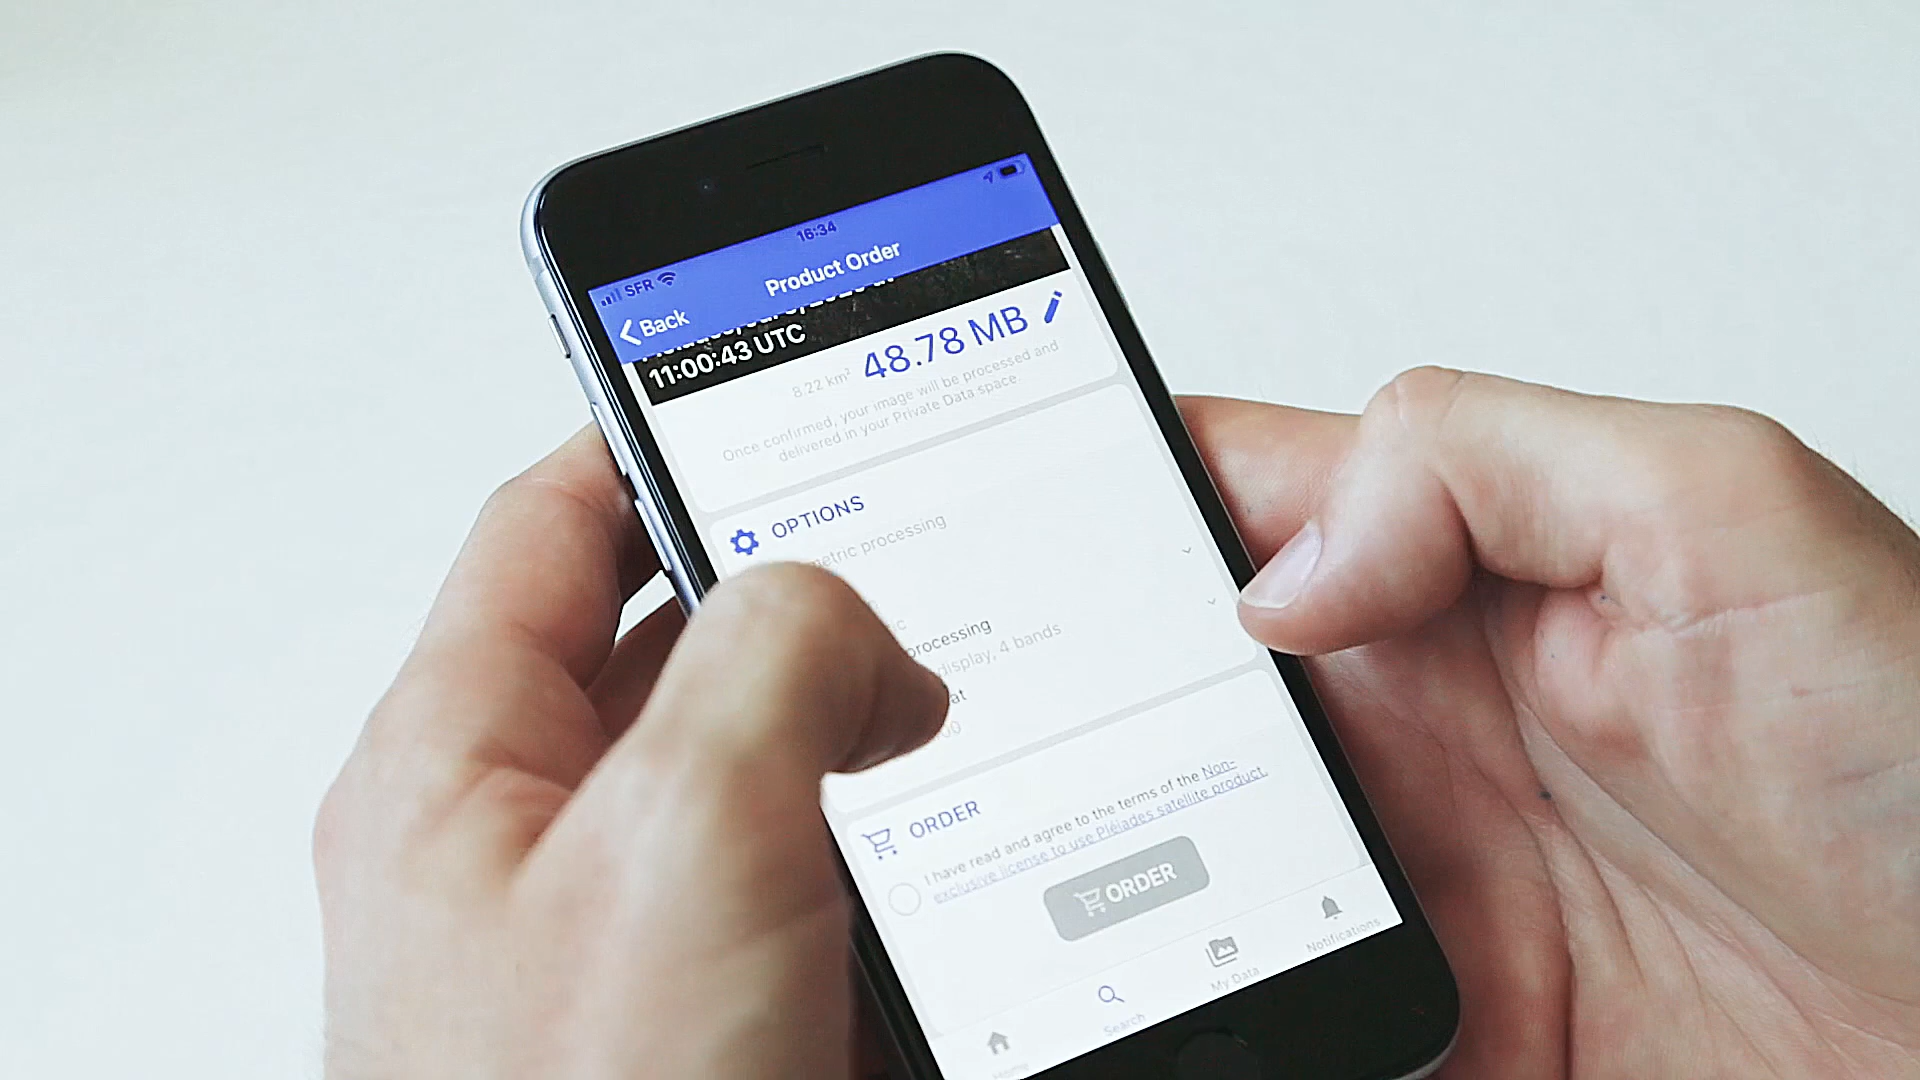 16:34
SFR
Product Order
Back
11:00:43 UTC
8.22 km² 48.78 MB
Once confirmed, your image will be processed and
delivered in your Private Data space.
OPTIONS
processing
processing
display, 4 bands
ORDER
I have read and agree to the terms of the Non-
exclusive license to use Pléiades satellite product.
ORDER
Home
Search
My Data
Notifications